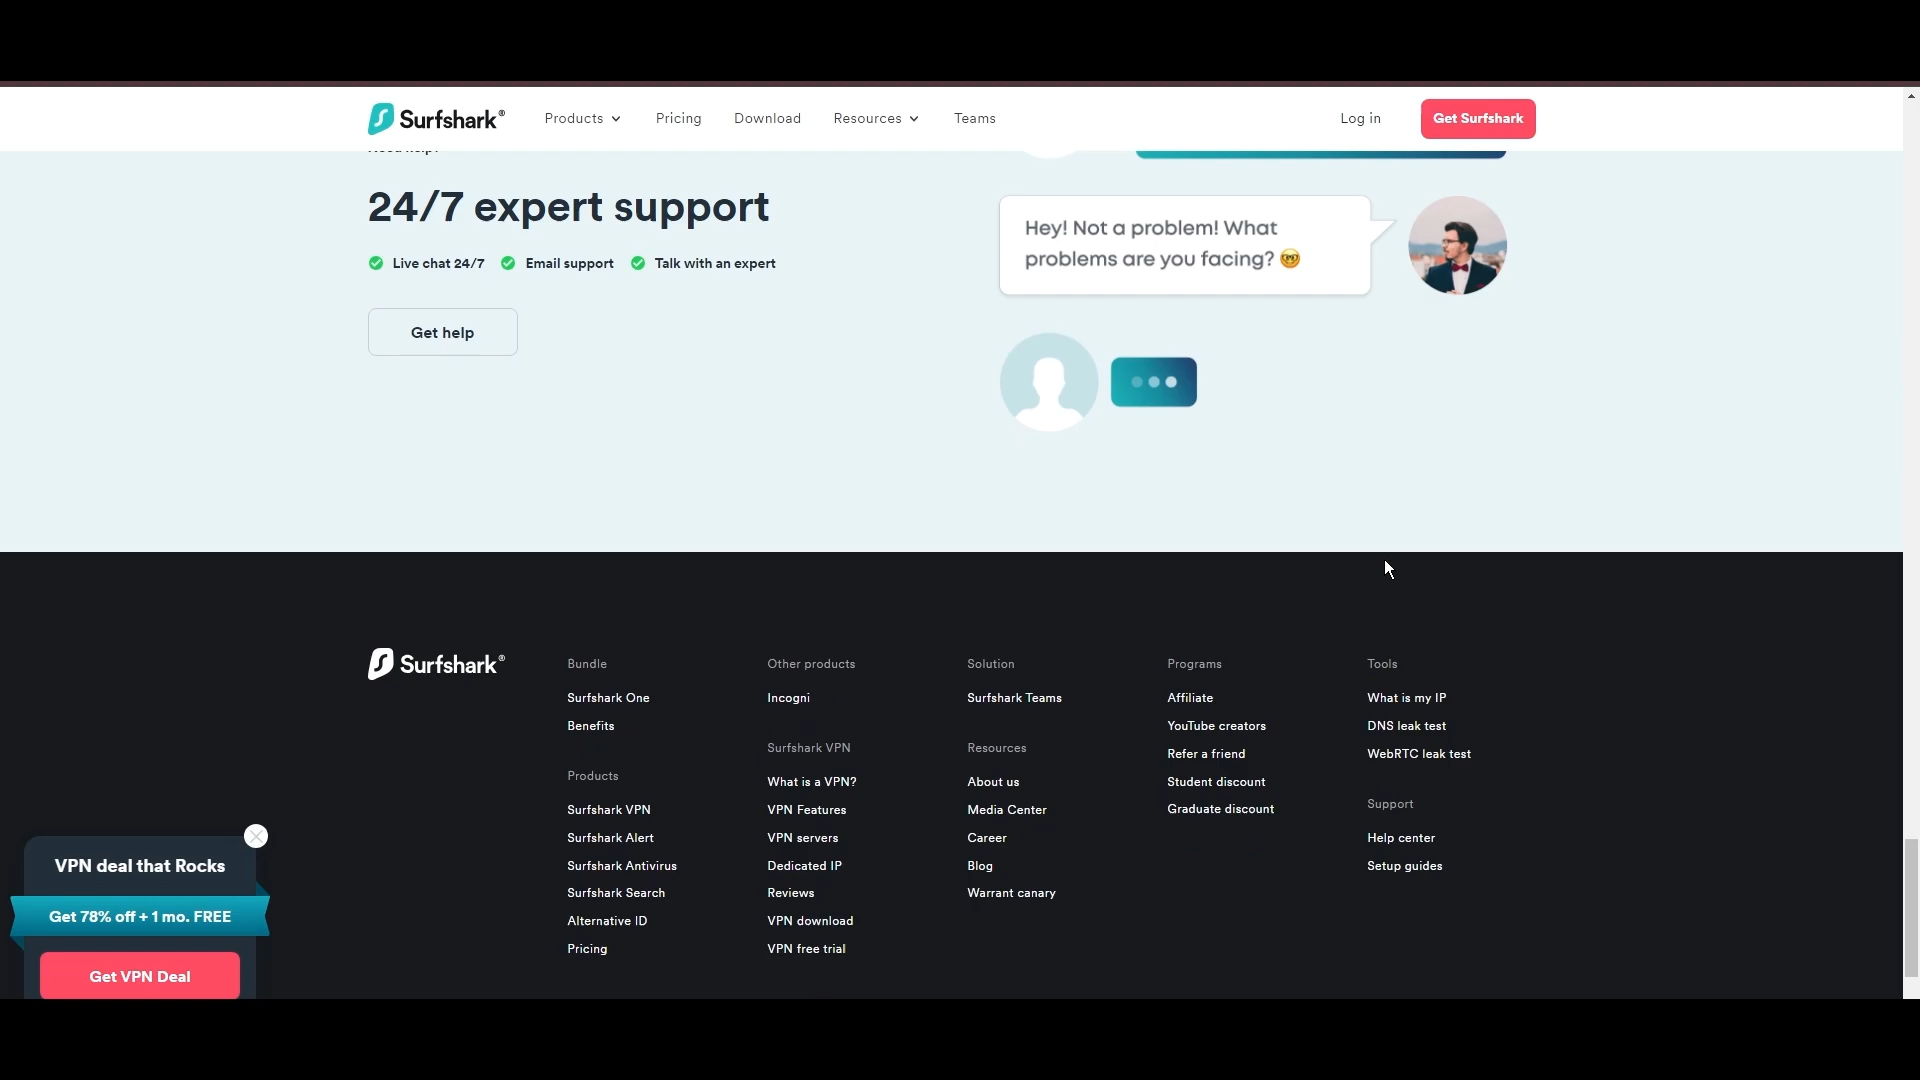 Surfshark®
Products
Pricing
Download
Resources
Teams
Log in
Get Surfshark
Need help?
24/7 expert support
Live chat 24/7
Email support
Talk with an expert
Get help
Hey! Not a problem! What
problems are you facing? 🤓
Surfshark®
Bundle
Surfshark One
Benefits
Products
Surfshark VPN
Surfshark Alert
Surfshark Antivirus
Surfshark Search
Alternative ID
Pricing
Other products
Incogni
Surfshark VPN
What is a VPN?
VPN Features
VPN servers
Dedicated IP
Reviews
VPN download
VPN free trial
Solution
Surfshark Teams
Resources
About us
Media Center
Career
Blog
Warrant canary
Programs
Affiliate
YouTube creators
Refer a friend
Student discount
Graduate discount
Tools
What is my IP
DNS leak test
WebRTC leak test
Support
Help center
Setup guides
VPN deal that Rocks
Get 78% off + 1 mo. FREE
Get VPN Deal